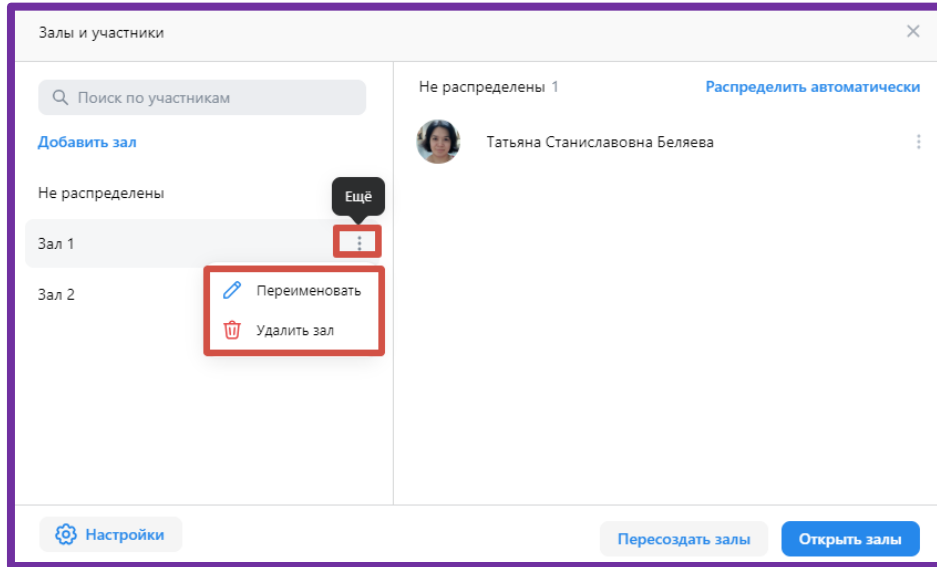 Залы и участники
Поиск по участникам
Добавить зал
Не распределены
Ещё
Зал 1
Зал 2
Переименовать
Удалить зал
Не распределены 1
Распределить автоматически
Татьяна Станиславовна Беляева
Настройки
Пересоздать залы
Открыть залы